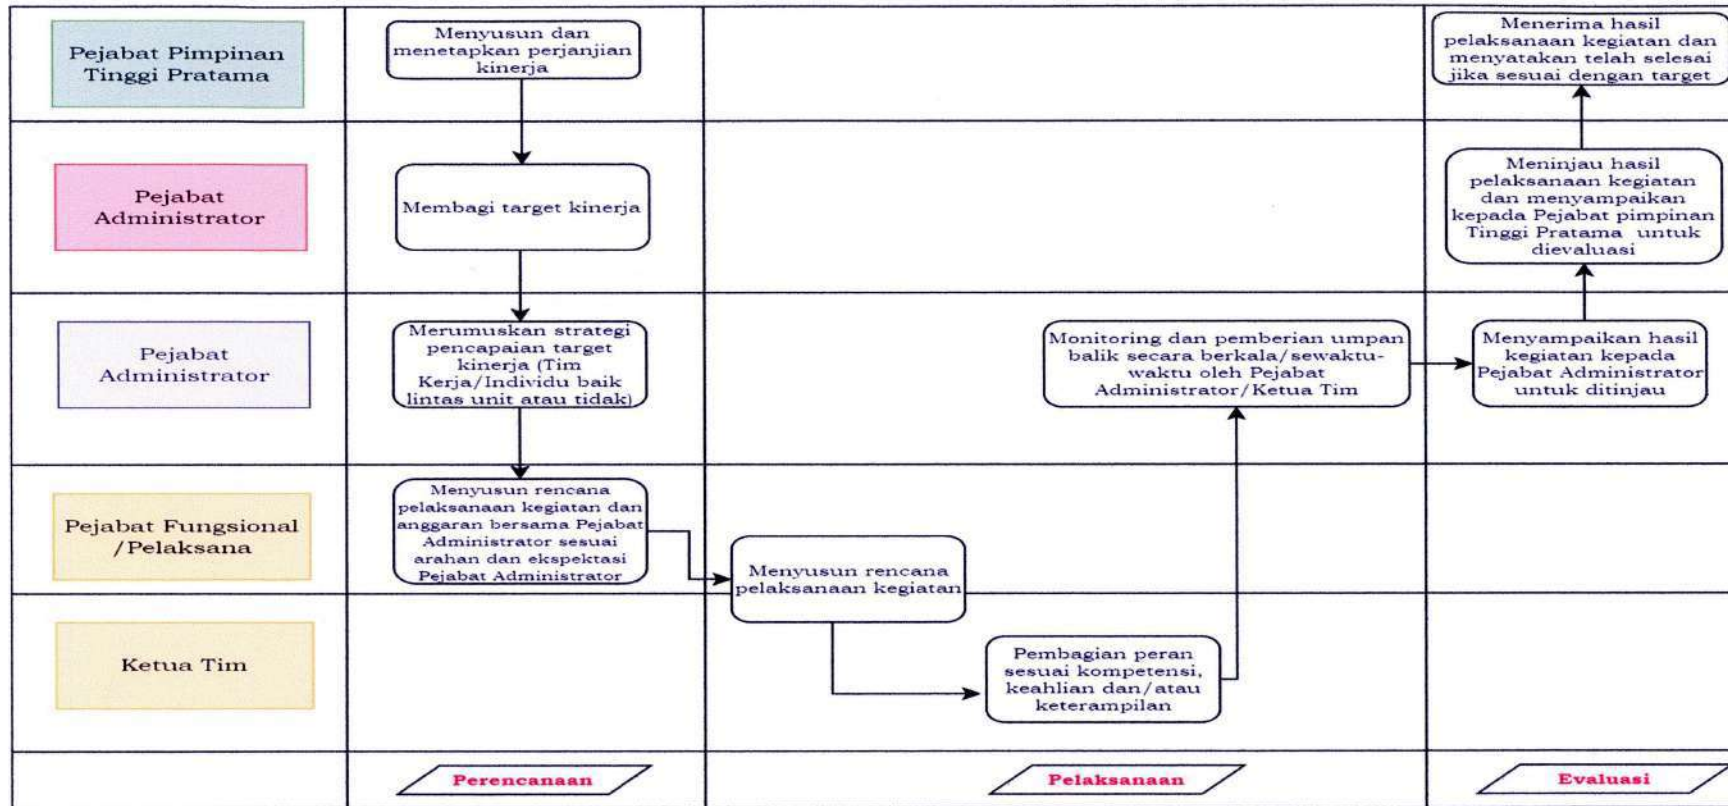 Pejabat Pimpinan
Tinggi Pratama
Menyusun dan
menetapkan perjanjian
kinerja
Menerima hasil
pelaksanaan kegiatan dan
menyatakan telah selesai
jika sesuai dengan target
Pejabat
Administrator
Membagi target kinerja
Meninjau hasil
pelaksanaan kegiatan
dan menyampaikan
kepada Pejabat pimpinan
Tinggi Pratama untuk
dievaluasi
Pejabat
Administrator
Merumuskan strategi
pencapaian target
kinerja (Tim
Kerja/Individu baik
lintas unit atau tidak)
Monitoring dan pemberian umpan
balik secara berkala/sewaktu-
waktu oleh Pejabat
Administrator/Ketua Tim
Menyampaikan hasil
kegiatan kepada
Pejabat Administrator
untuk ditinjau
Pejabat Fungsional
/Pelaksana
Menyusun rencana
pelaksanaan kegiatan dan
anggaran bersama Pejabat
Administrator sesuai
arahan dan ekspektasi
Pejabat Administrator
Menyusun rencana
pelaksanaan kegiatan
Ketua Tim
Pembagian peran
sesuai kompetensi,
keahlian dan/atau
keterampilan
Perencanaan
Pelaksanaan
Evaluasi